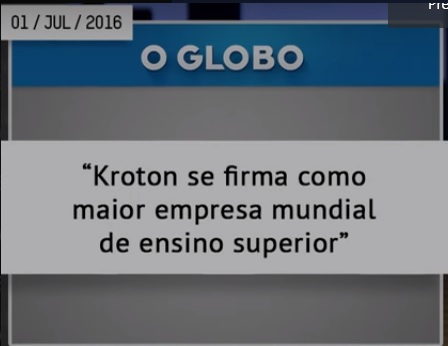 01 / JUL / 2016
O GLOBO
“Kroton se firma como
maior empresa mundial
de ensino superior”